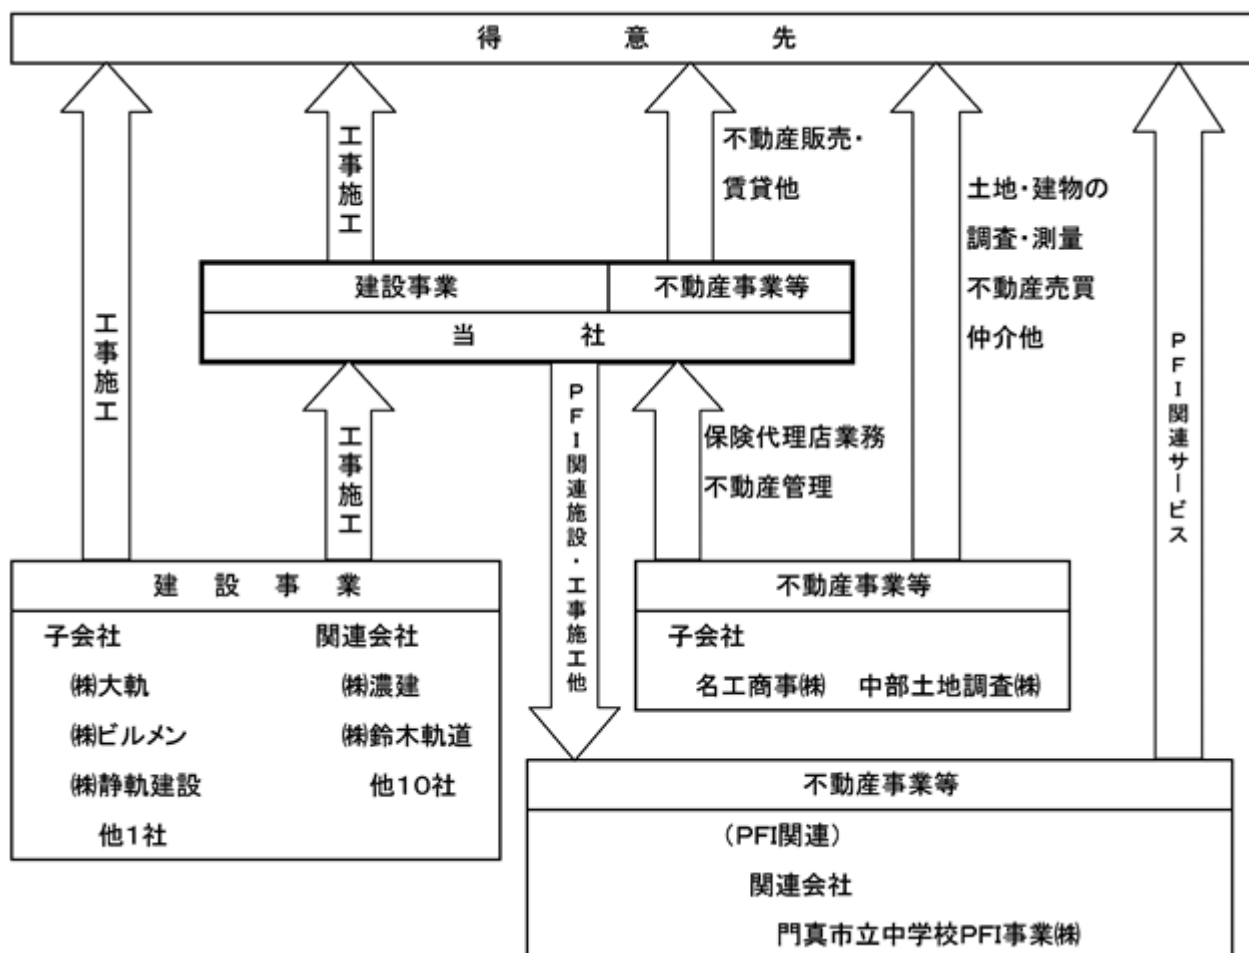 得意先
工事施工
工事施工
不動産販売・
賃貸他
土地・建物の
調査・測量
不動産売買
仲介他
PFI関連サービス
建設事業
不動産事業等
当社
工事施工
PFI関連施設・工事施工他
保険代理店業務
不動産管理
建設事業
子会社
関連会社
㈱大軌
㈱濃建
㈱ビルメン
㈱鈴木軌道
㈱静軌建設
他10社
他1社
不動産事業等
子会社
名工商事㈱
中部土地調査㈱
不動産事業等
（PFI関連）
関連会社
門真市立中学校PFI事業㈱